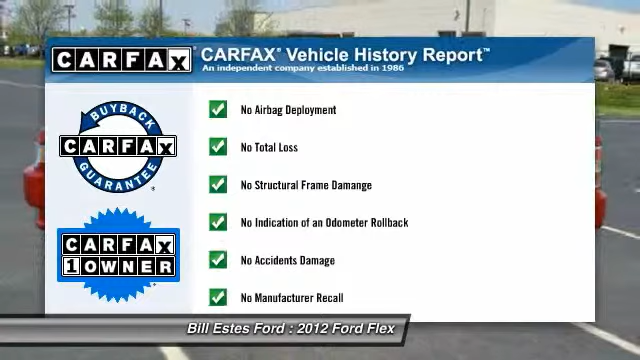 CARFAX CARFAX® Vehicle History Report™
An independent company established in 1986
BUYBACK
CARFAX
GUARANTEE
CARFAX
1 OWNER
No Airbag Deployment
No Total Loss
No Structural Frame Damange
No Indication of an Odometer Rollback
No Accidents Damage
No Manufacturer Recall
Bill Estes Ford : 2012 Ford Flex